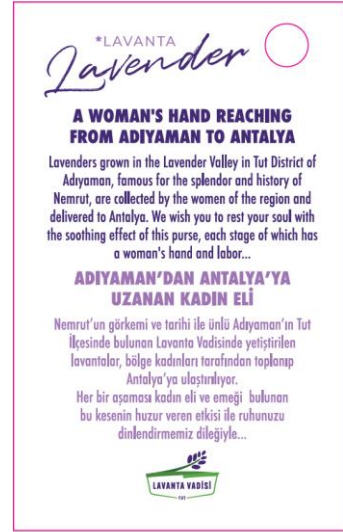 *LAVANTA
Lavender
A WOMAN'S HAND REACHING
FROM ADIYAMAN TO ANTALYA
Lavenders grown in the Lavender Valley in Tut District of
Adıyaman, famous for the splendor and history of
Nemrut, are collected by the women of the region and
delivered to Antalya. We wish you to rest your soul with
the soothing effect of this purse, each stage of which has
a woman's hand and labor...
ADIYAMAN'DAN ANTALYA'YA
UZANAN KADIN ELİ
Nemrut'un görkemi ve tarihi ile ünlü Adıyaman'ın Tut
İlçesinde bulunan Lavanta Vadisinde yetiştirilen
lavantalar, bölge kadınları tarafından toplanıp
Antalya'ya ulaştırılıyor.
Her bir aşaması kadın eli ve emeği bulunan
bu kesenin huzur veren etkisi ile ruhunuzu
dinlendirmemiz dileğiyle...
LAVANTA VADİSİ
TUT